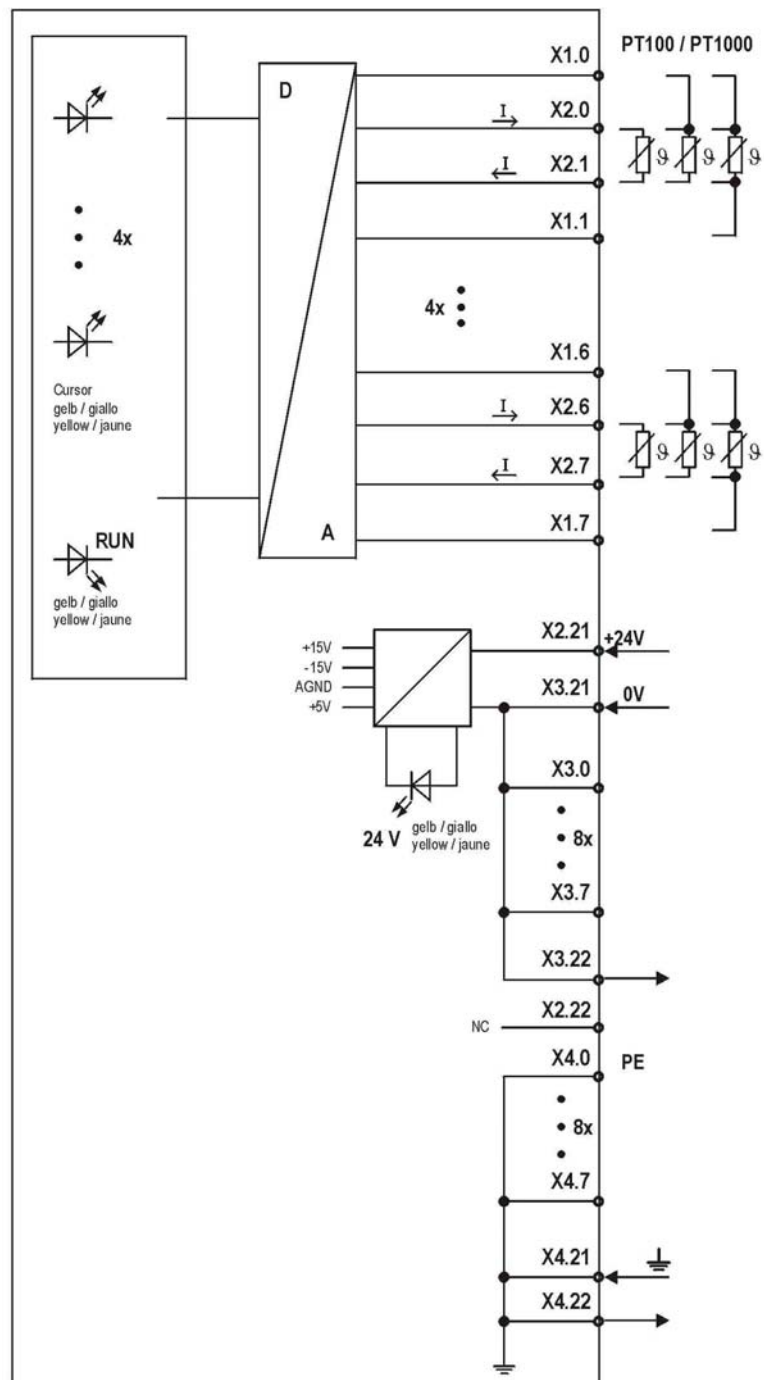 PT100 / PT1000
X1.0
D
I
X2.0
ϑ ϑ ϑ
I
X2.1
X1.1
4x
4x
X1.6
I
X2.6
Cursor
gelb / giallo
yellow / jaune
ϑ ϑ ϑ
I
X2.7
X1.7
A
RUN
gelb / giallo
yellow / jaune
X2.21
+24V
+15V
-15V
AGND
+5V
X3.21
0V
X3.0
24 V
gelb / giallo
yellow / jaune
8x
X3.7
X3.22
X2.22
NC
X4.0
PE
8x
X4.7
X4.21
X4.22